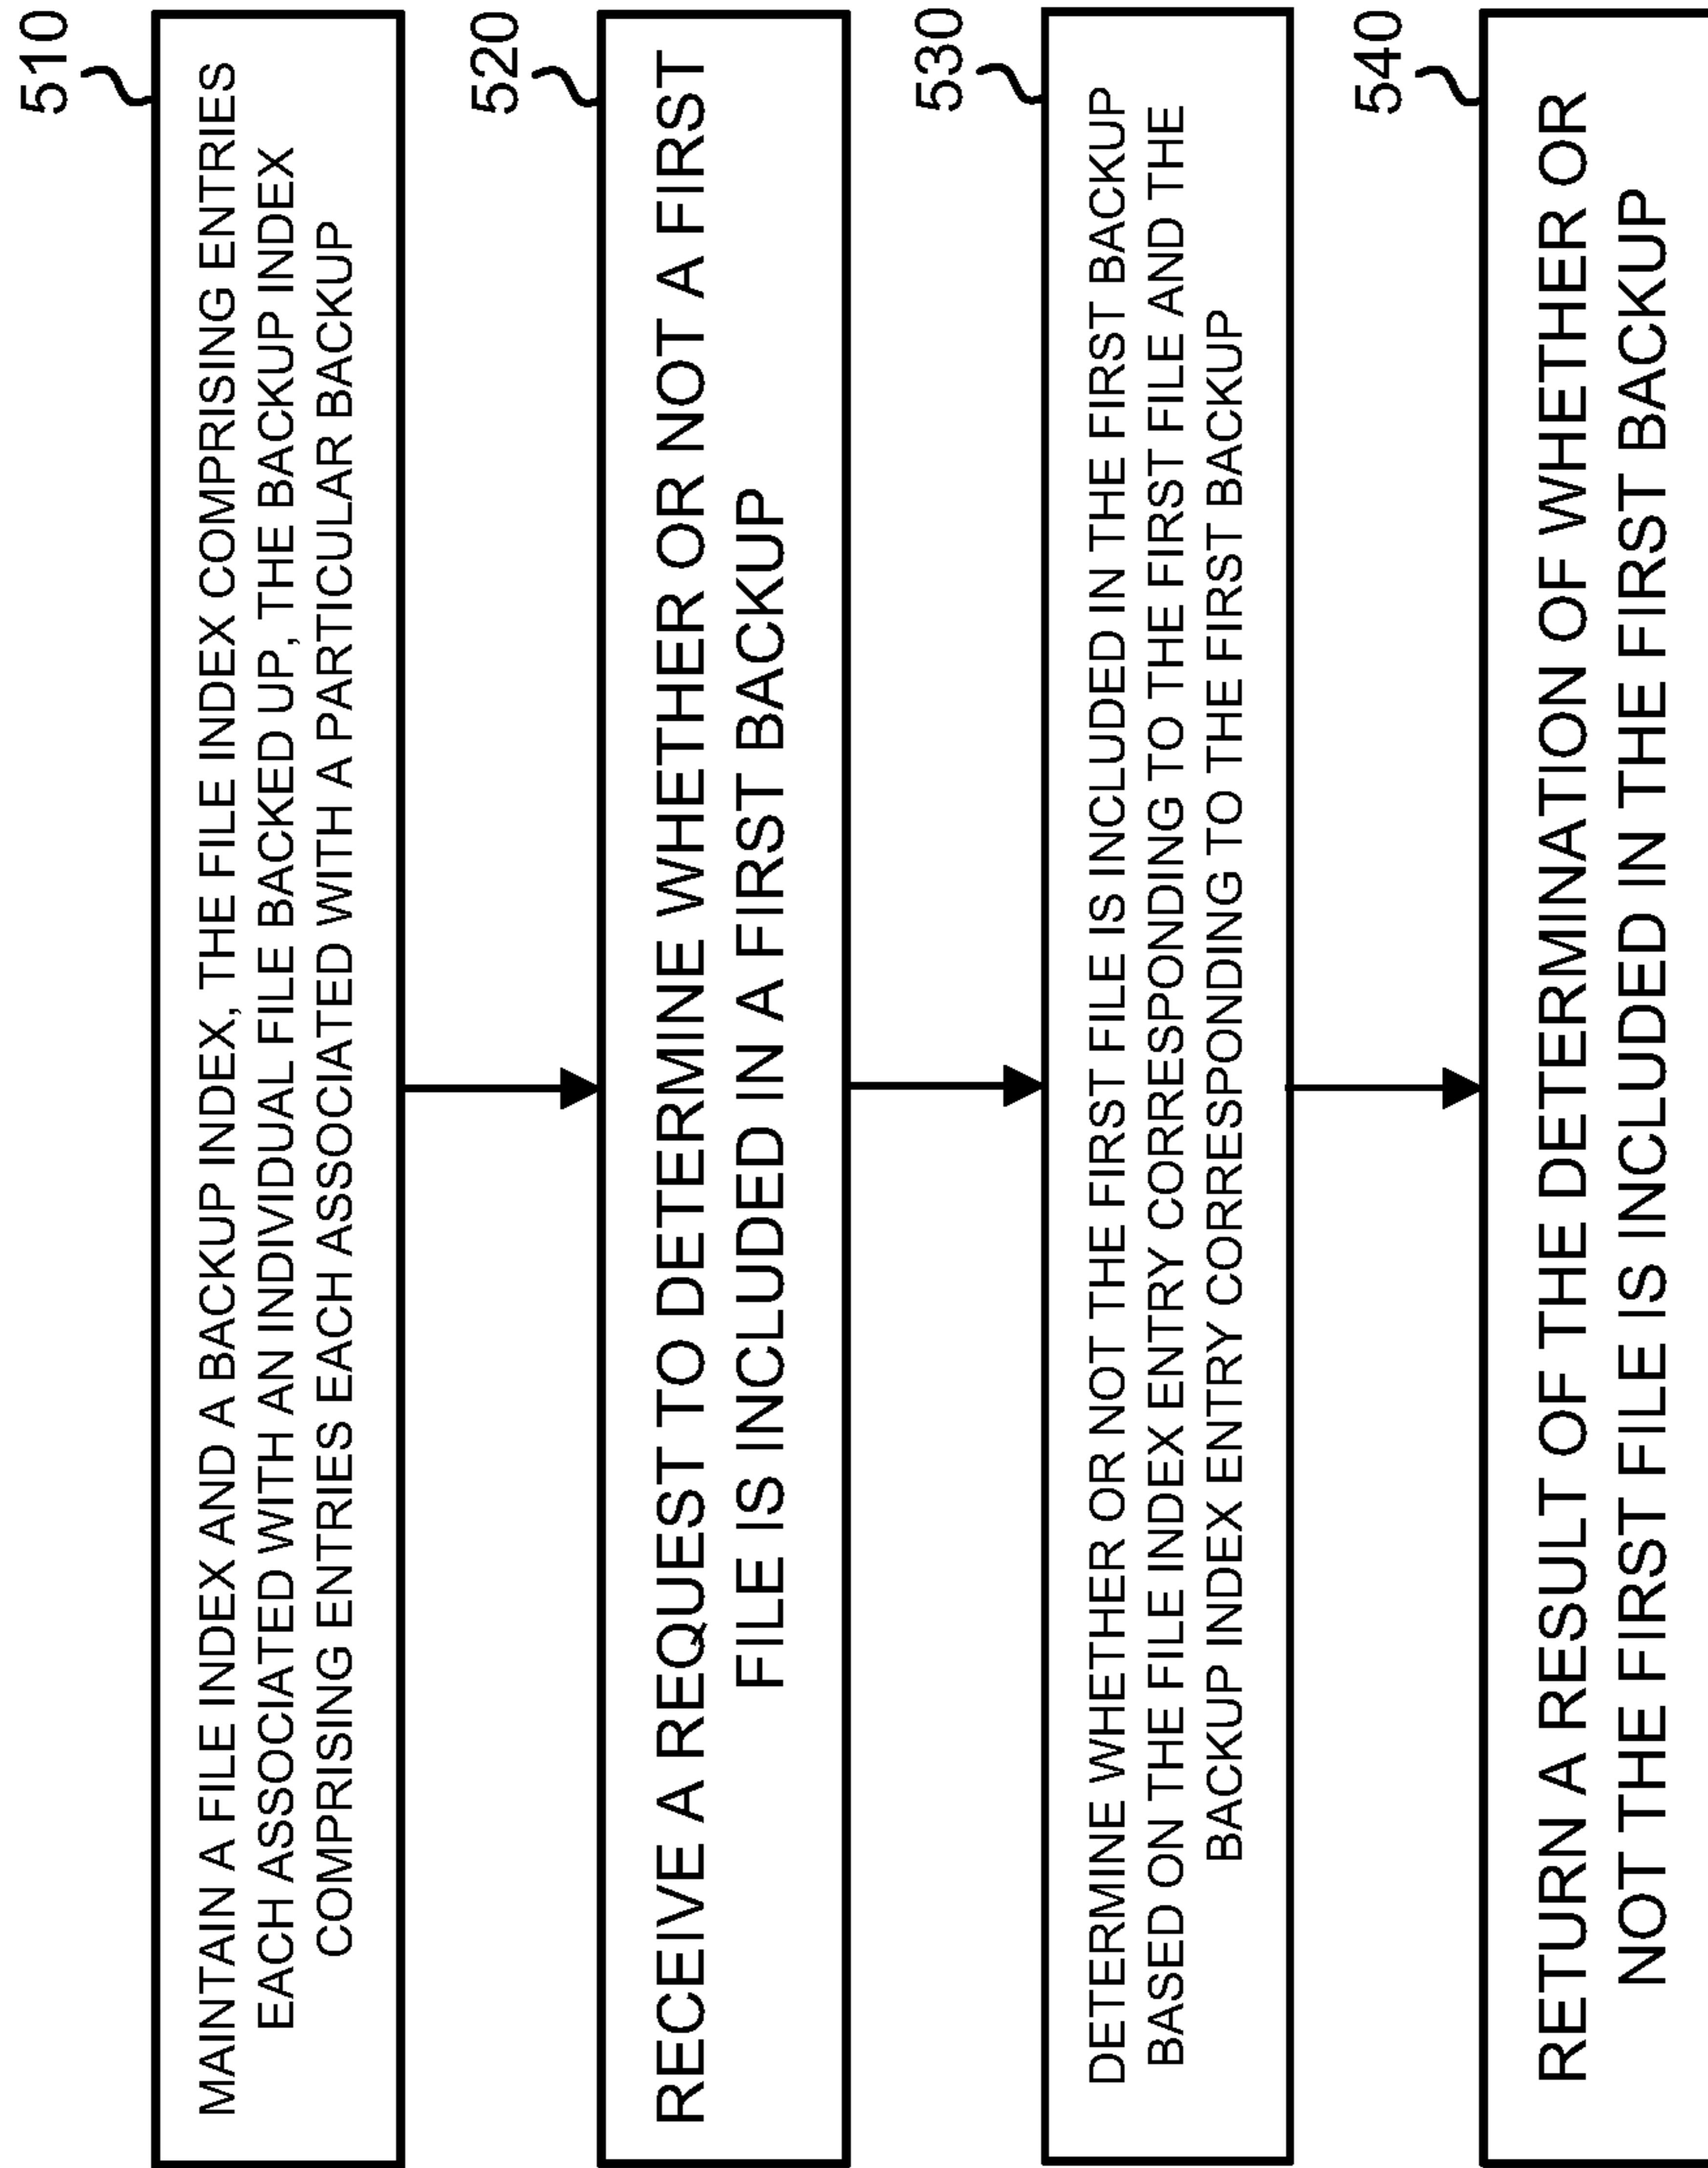 510
MAINTAIN A FILE INDEX AND A BACKUP INDEX, THE FILE INDEX COMPRISING ENTRIES
EACH ASSOCIATED WITH AN INDIVIDUAL FILE BACKED UP, THE BACKUP INDEX
COMPRISING ENTRIES EACH ASSOCIATED WITH A PARTICULAR BACKUP
520
RECEIVE A REQUEST TO DETERMINE WHETHER OR NOT A FIRST
FILE IS INCLUDED IN A FIRST BACKUP
530
DETERMINE WHETHER OR NOT THE FIRST FILE IS INCLUDED IN THE FIRST BACKUP
BASED ON THE FILE INDEX ENTRY CORRESPONDING TO THE FIRST FILE AND THE
BACKUP INDEX ENTRY CORRESPONDING TO THE FIRST BACKUP
540
RETURN A RESULT OF THE DETERMINATION OF WHETHER OR
NOT THE FIRST FILE IS INCLUDED IN THE FIRST BACKUP